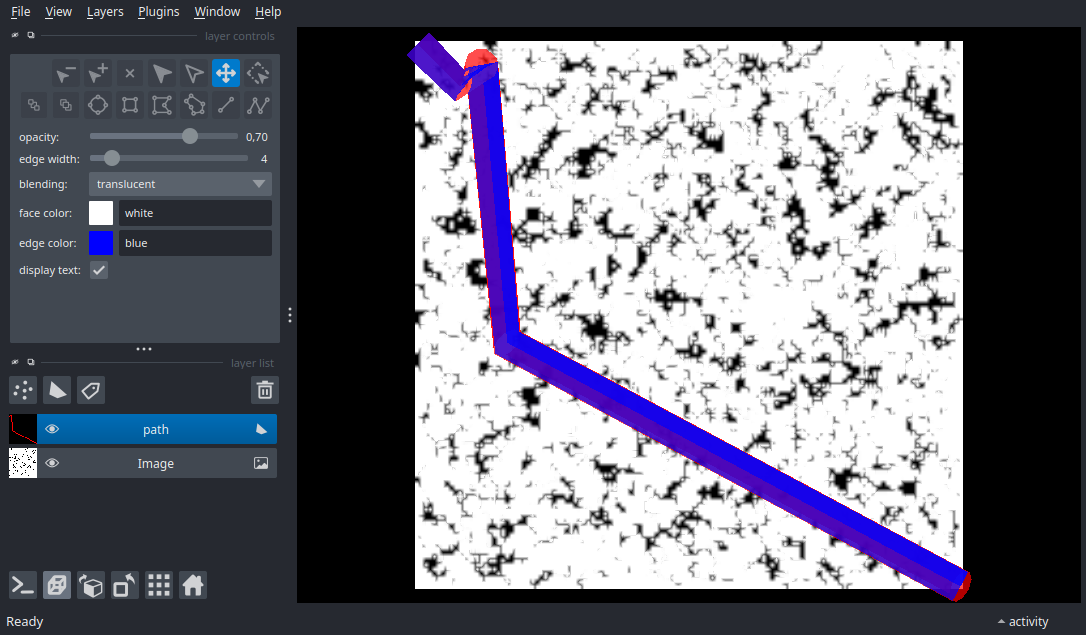 File View Layers Plugins Window Help
layer controls
opacity: 0,70
edge width: 4
blending: translucent
face color: white
edge color: blue
display text:
layer list
path
Image
Ready
activity